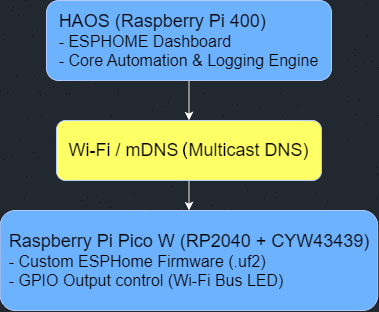 HAOS (Raspberry Pi 400)
- ESPHOME Dashboard
- Core Automation & Logging Engine
Wi-Fi / mDNS (Multicast DNS)
Raspberry Pi Pico W (RP2040 + CYW43439)
- Custom ESPHome Firmware (.uf2)
- GPIO Output control (Wi-Fi Bus LED)